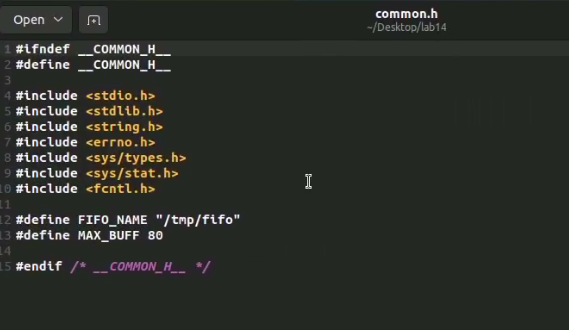 Open
common.h
~/Desktop/lab14
1 #ifndef __COMMON_H__
2 #define __COMMON_H__
3
4 #include <stdio.h>
5 #include <stdlib.h>
6 #include <string.h>
7 #include <errno.h>
8 #include <sys/types.h>
9 #include <sys/stat.h>
10 #include <fcntl.h>
11
12 #define FIFO_NAME "/tmp/fifo"
13 #define MAX_BUFF 80
14
15 #endif /* __COMMON_H__ */